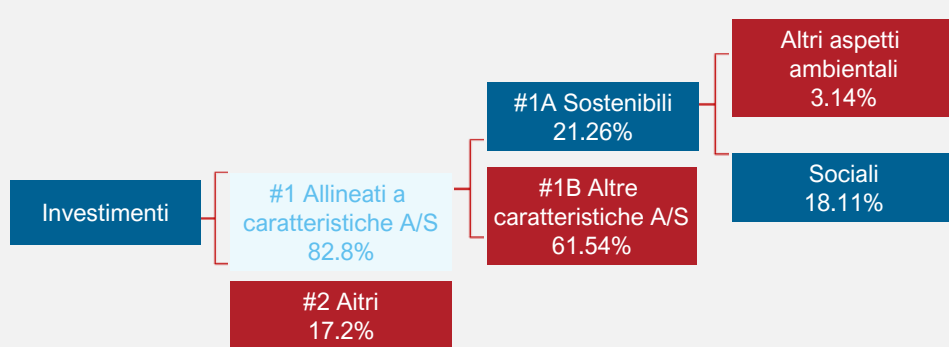 Investimenti
#1 Allineati a
caratteristiche A/S
82.8%
#2 Aitri
17.2%
#1A Sostenibili
21.26%
#1B Altre
caratteristiche A/S
61.54%
Altri aspetti
ambientali
3.14%
Sociali
18.11%